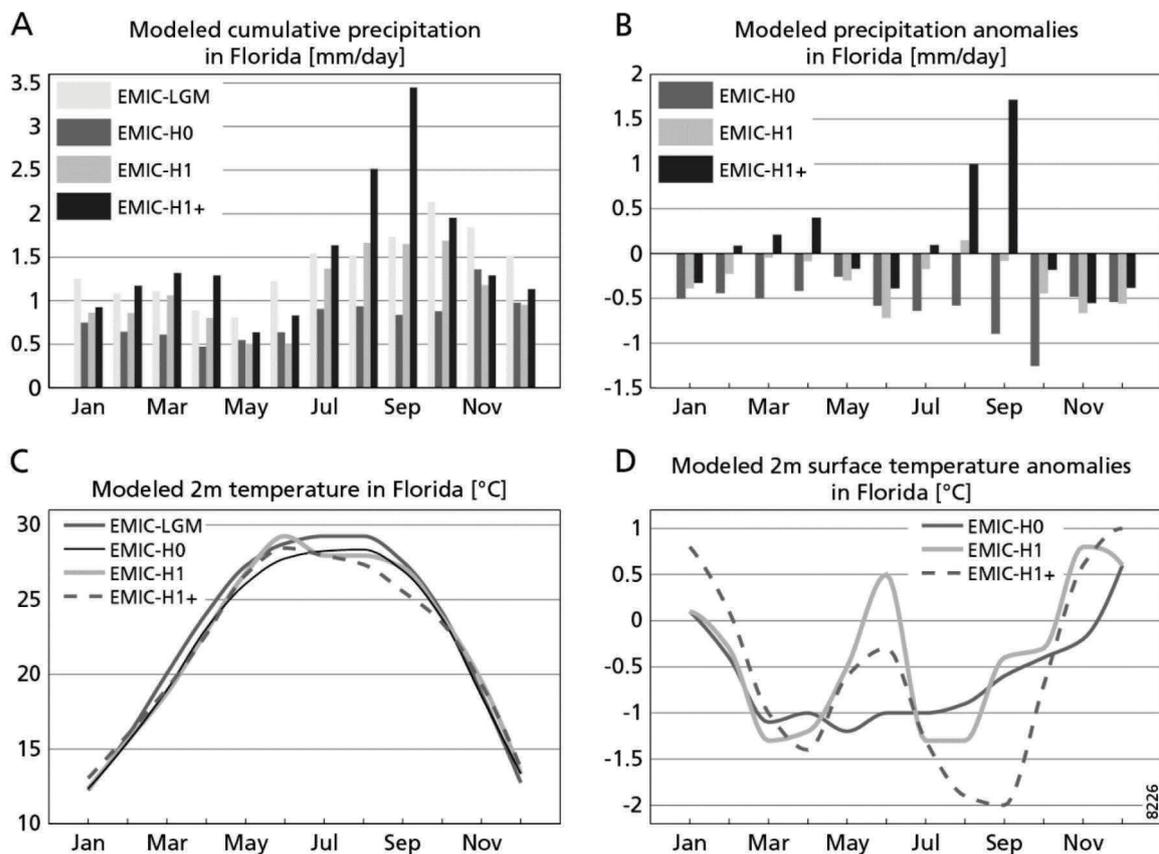 A
Modeled cumulative precipitation
in Florida [mm/day]
3.5
3
2.5
2
1.5
1
0.5
0
EMIC-LGM
EMIC-H0
EMIC-H1
EMIC-H1+
Jan Mar May Jul Sep Nov
B
Modeled precipitation anomalies
in Florida [mm/day]
2
1.5
1
0.5
0
-0.5
-1
-1.5
EMIC-H0
EMIC-H1
EMIC-H1+
Jan Mar May Jul Sep Nov
C
Modeled 2m temperature in Florida [°C]
30
25
20
15
10
EMIC-LGM
EMIC-H0
EMIC-H1
EMIC-H1+
Jan Mar May Jul Sep Nov
D
Modeled 2m surface temperature anomalies
in Florida [°C]
1
0.5
0
-0.5
-1
-1.5
-2
EMIC-H0
EMIC-H1
EMIC-H1+
Jan Mar May Jul Sep Nov
8226